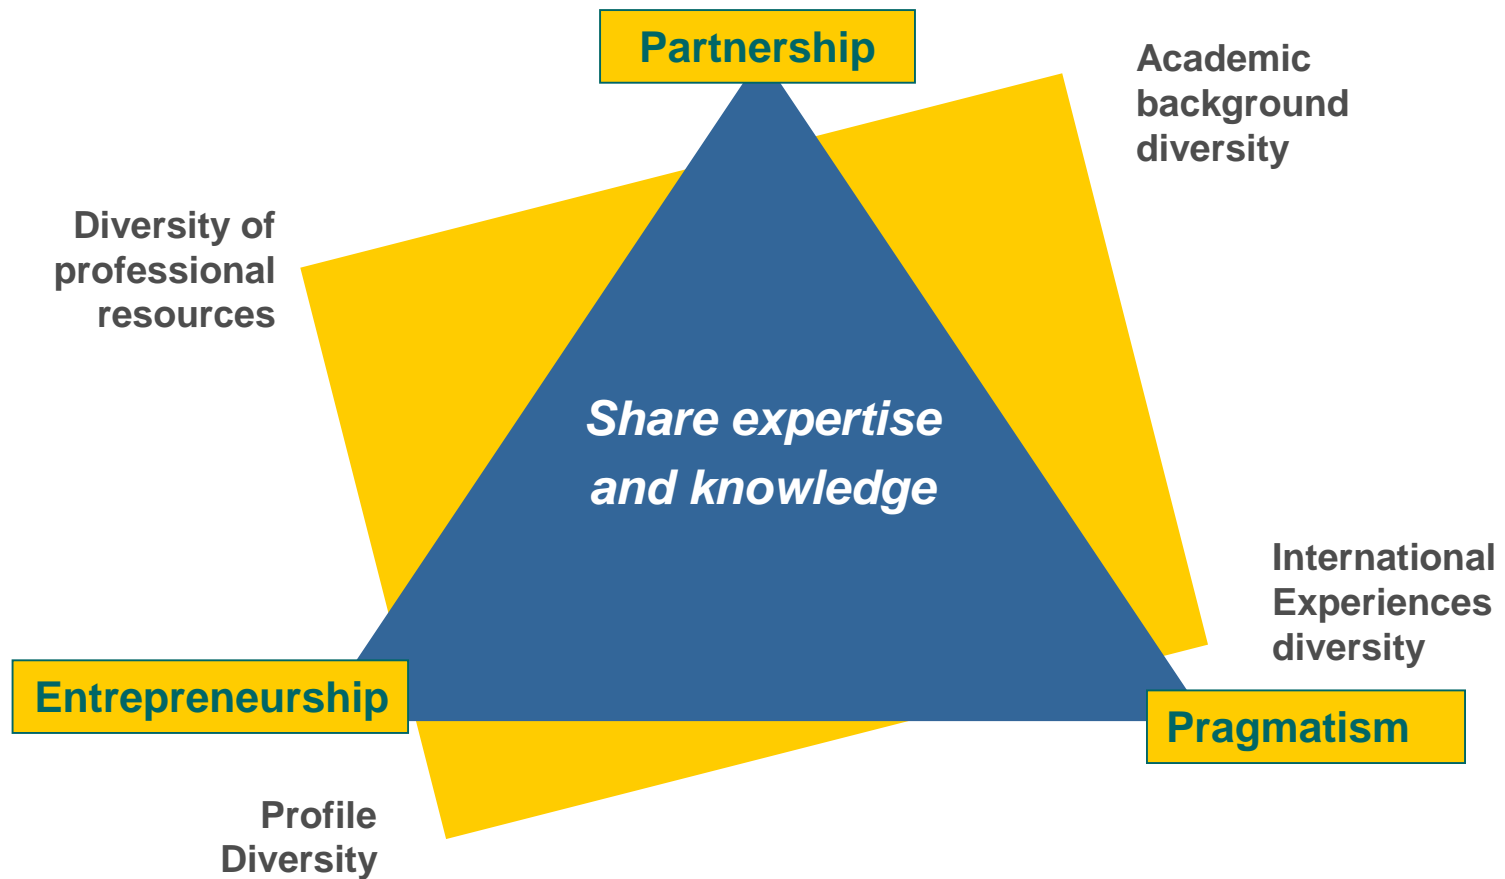 Partnership
Academic
background
diversity
Diversity of
professional
resources
Share expertise
and knowledge
International
Experiences
diversity
Entrepreneurship
Pragmatism
Profile
Diversity